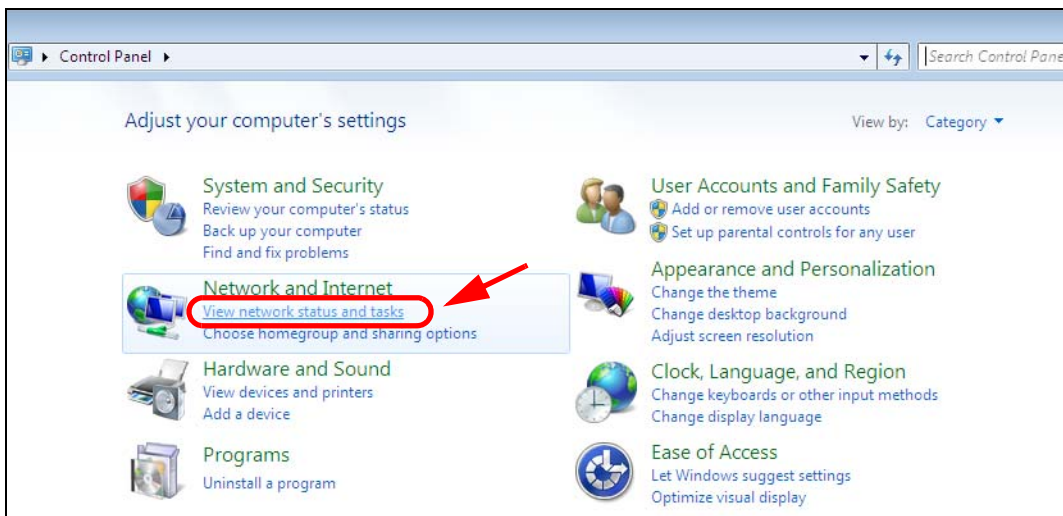 Control Panel
Search Control Pane
Adjust your computer's settings
View by: Category
System and Security
Review your computer's status
Back up your computer
Find and fix problems
Network and Internet
View network status and tasks
Choose homegroup and sharing options
Hardware and Sound
View devices and printers
Add a device
Programs
Uninstall a program
User Accounts and Family Safety
Add or remove user accounts
Set up parental controls for any user
Appearance and Personalization
Change the theme
Change desktop background
Adjust screen resolution
Clock, Language, and Region
Change keyboards or other input methods
Change display language
Ease of Access
Let Windows suggest settings
Optimize visual display